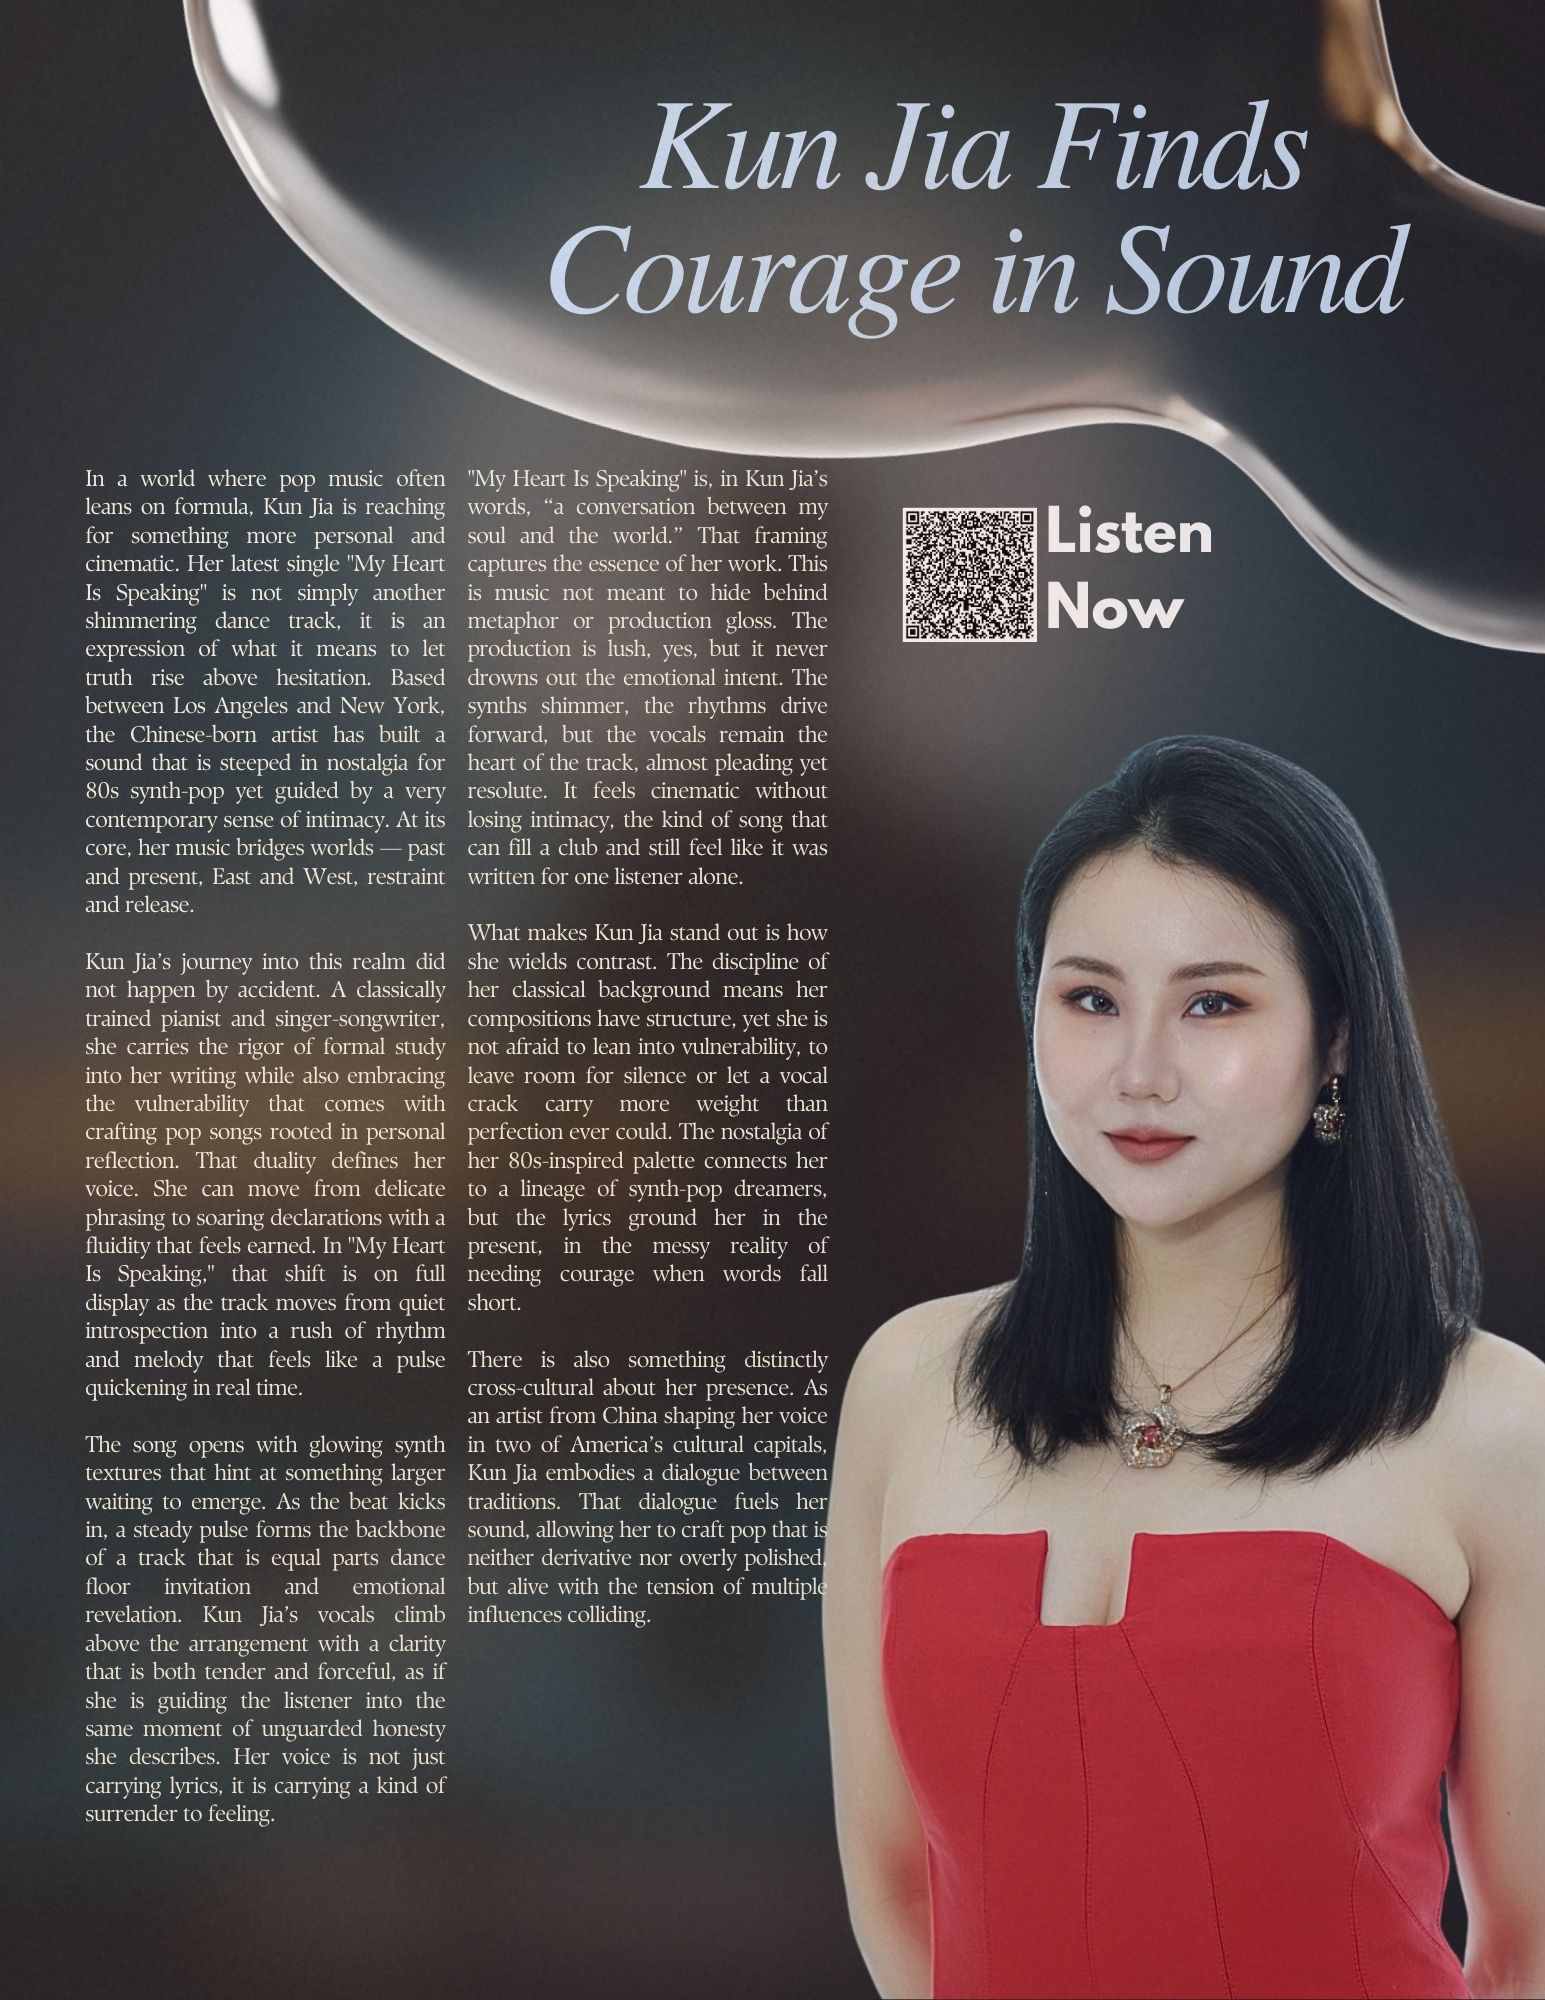 Kun Jia Finds
Courage in Sound
In a world where pop music often
leans on formula, Kun Jia is reaching
for something more personal and
cinematic. Her latest single "My Heart
Is Speaking" is not simply another
shimmering dance track, it is an
expression of what it means to let
truth rise above hesitation. Based
between Los Angeles and New York,
the Chinese-born artist has built a
sound that is steeped in nostalgia for
80s synth-pop yet guided by a very
contemporary sense of intimacy. At its
core, her music bridges worlds — past
and present, East and West, restraint
and release.
Kun Jia’s journey into this realm did
not happen by accident. A classically
trained pianist and singer-songwriter,
she carries the rigor of formal study
into her writing while also embracing
the vulnerability that comes with
crafting pop songs rooted in personal
reflection. That duality defines her
voice. She can move from delicate
phrasing to soaring declarations with a
fluidity that feels earned. In "My Heart
Is Speaking," that shift is on full
display as the track moves from quiet
introspection into a rush of rhythm
and melody that feels like a pulse
quickening in real time.
The song opens with glowing synth
textures that hint at something larger
waiting to emerge. As the beat kicks
in, a steady pulse forms the backbone
of a track that is equal parts dance
floor invitation and emotional
revelation. Kun Jia’s vocals climb
above the arrangement with a clarity
that is both tender and forceful, as if
she is guiding the listener into the
same moment of unguarded honesty
she describes. Her voice is not just
carrying lyrics, it is carrying a kind of
surrender to feeling.
"My Heart Is Speaking" is, in Kun Jia’s
words, “a conversation between my
soul and the world.” That framing
captures the essence of her work. This
is music not meant to hide behind
metaphor or production gloss. The
production is lush, yes, but it never
drowns out the emotional intent. The
synths shimmer, the rhythms drive
forward, but the vocals remain the
heart of the track, almost pleading yet
resolute. It feels cinematic without
losing intimacy, the kind of song that
can fill a club and still feel like it was
written for one listener alone.
What makes Kun Jia stand out is how
she wields contrast. The discipline of
her classical background means her
compositions have structure, yet she is
not afraid to lean into vulnerability, to
leave room for silence or let a vocal
crack carry more weight than
perfection ever could. The nostalgia of
her 80s-inspired palette connects her
to a lineage of synth-pop dreamers,
but the lyrics ground her in the
present, in the messy reality of
needing courage when words fall
short.
There is also something distinctly
cross-cultural about her presence. As
an artist from China shaping her voice
in two of America’s cultural capitals,
Kun Jia embodies a dialogue between
traditions. That dialogue fuels her
sound, allowing her to craft pop that is
neither derivative nor overly polished,
but alive with the tension of multiple
influences colliding.
Listen
Now